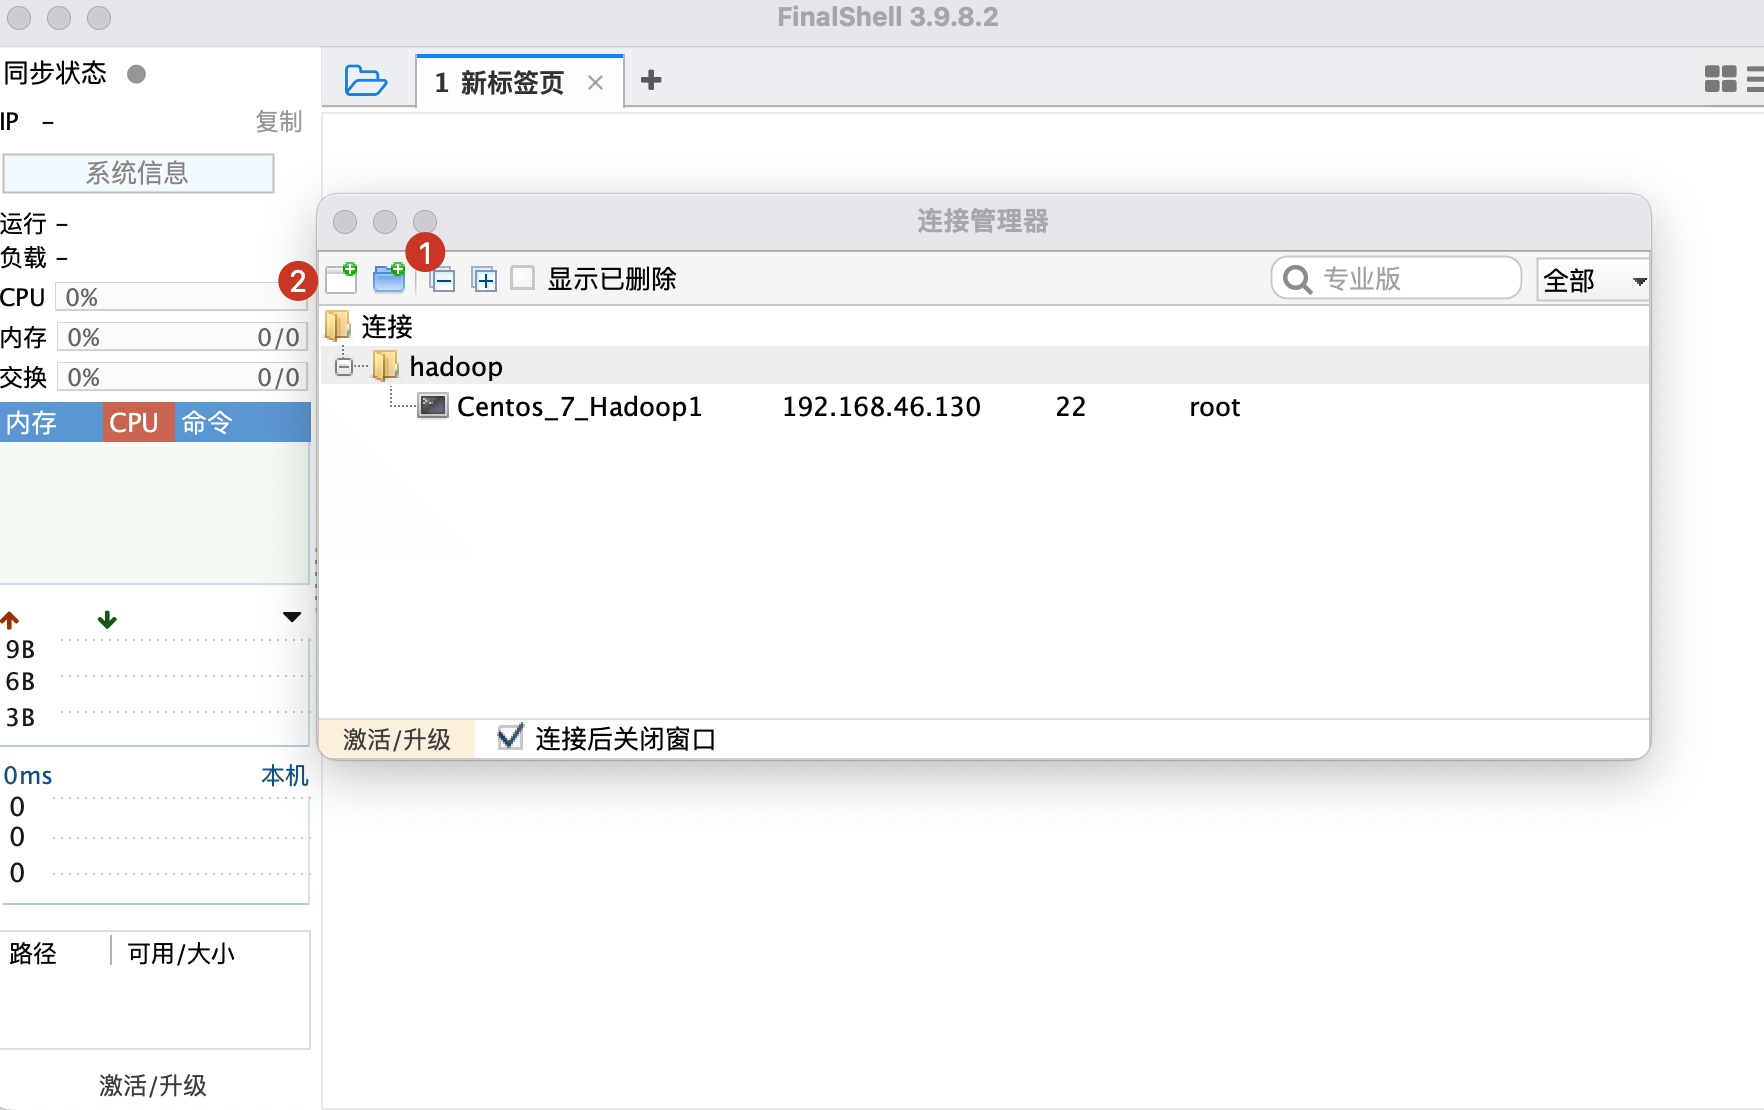 FinalShell 3.9.8.2
同步状态
1 新标签页
IP -
复制
系统信息
运行 -
负载 -
CPU 0%
内存 0% 0/0
交换 0% 0/0
内存 CPU 命令
9B
6B
3B
0ms 本机
0
0
0
路径 可用/大小
激活/升级
连接管理器
1
2
显示已删除
专业版
全部
连接
hadoop
Centos_7_Hadoop1 192.168.46.130 22 root
激活/升级
连接后关闭窗口